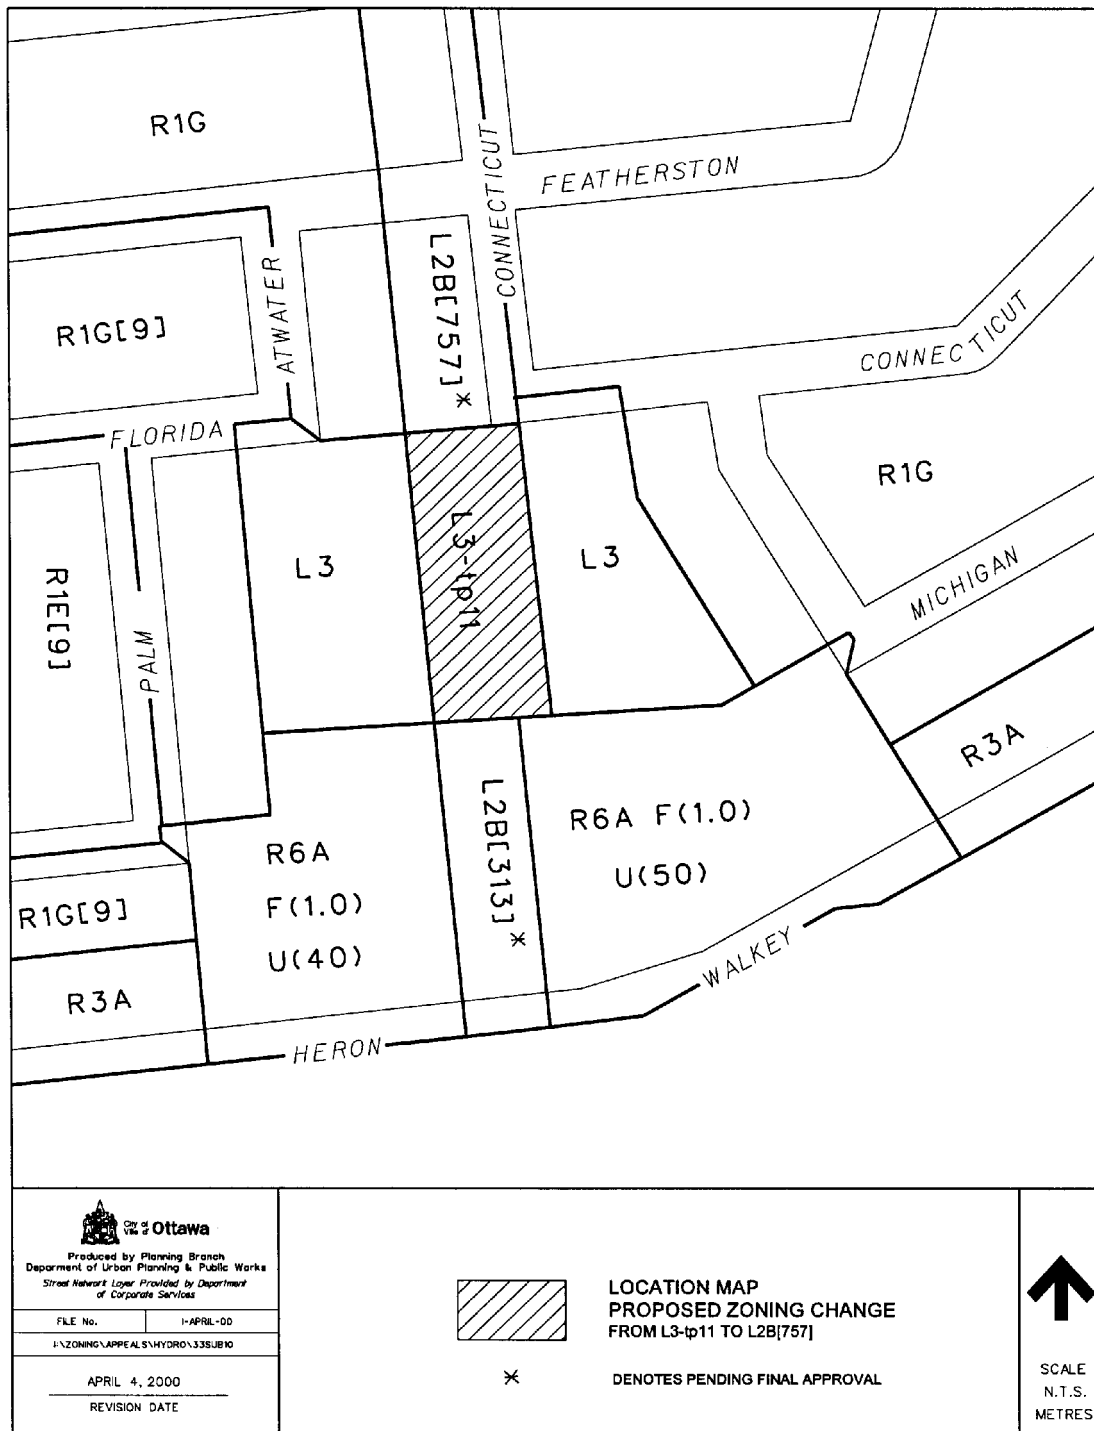 R1G
CONNECTICUT
FEATHERSTON
L2B[757]*
ATWATER
R1G[9]
CONNECTICUT
FLORIDA
R1G
L3-tp11
L3
L3
MICHIGAN
R1E[9]
PALM
R3A
L2B[313]*
R6A F(1.0)
U(50)
R6A
F(1.0)
U(40)
R1G[9]
WALKEY
R3A
HERON
City of
Ville d' Ottawa
Produced by Planning Branch
Deparment of Urban Planning & Public Works
Street Network Layer Provided by Department
of Corporate Services
FILE No. 1-APRIL-00
I:\ZONING\APPEALS\HYDRO\33SUB10
APRIL 4, 2000
REVISION DATE
LOCATION MAP
PROPOSED ZONING CHANGE
FROM L3-tp11 TO L2B[757]
* DENOTES PENDING FINAL APPROVAL
SCALE
N.T.S.
METRES